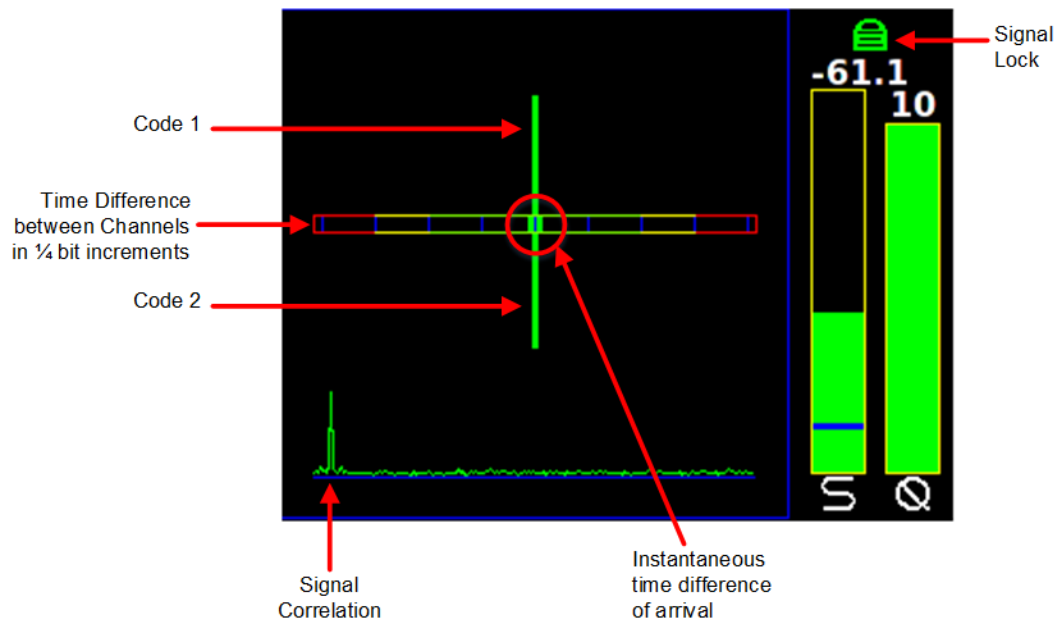 Signal
Lock
-61.1
10
Code 1
Time Difference
between Channels
in ¼ bit increments
Code 2
S
Q
Signal
Correlation
Instantaneous
time difference
of arrival